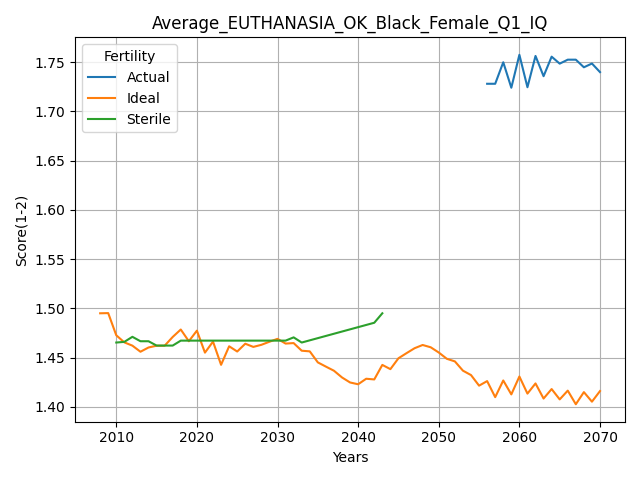 Average_EUTHANASIA_OK_Black_Female_Q1_IQ
Fertility
Actual
Ideal
Sterile
Score(1-2)
1.75
1.70
1.65
1.60
1.55
1.50
1.45
1.40
2010 2020 2030 2040 2050 2060 2070
Years